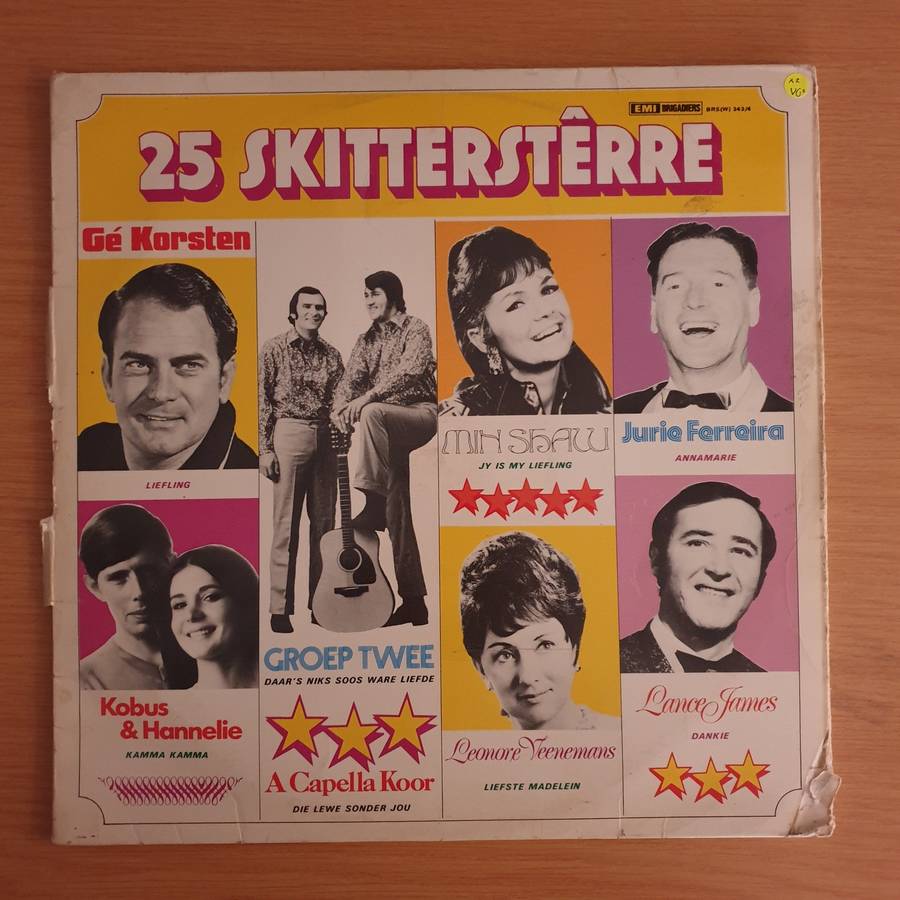 EMI BRIGADIERS BRS(W) 343/4
25 SKITTERSTÊRRE
Gé Korsten
LIEFLING
Kobus
& Hannelie
KAMMA KAMMA
GROEP TWEE
DAAR'S NIKS SOOS WARE LIEFDE
A Capella Koor
DIE LEWE SONDER JOU
MIN SHAW
JY IS MY LIEFLING
Leonore Veenemans
LIEFSTE MADELEIN
Jurie Ferreira
ANNAMARIE
Lance James
DANKIE